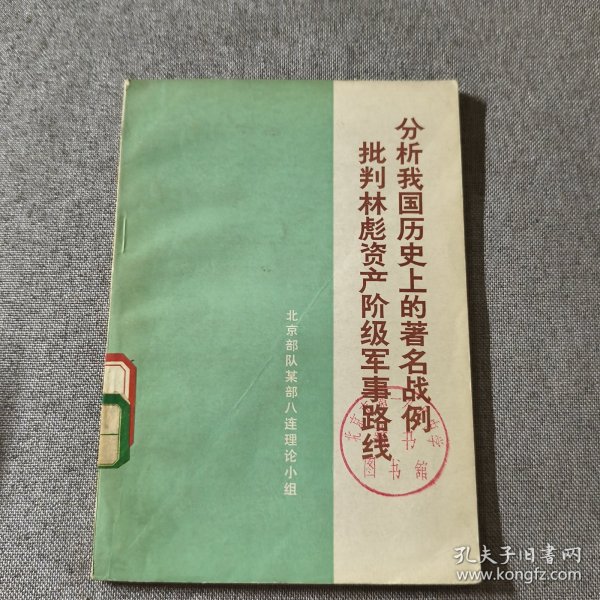 分析我国历史上的著名战例
批判林彪资产阶级军事路线
北京部队某部八连理论小组
图书馆
孔夫子旧书网
www.kongfz.com